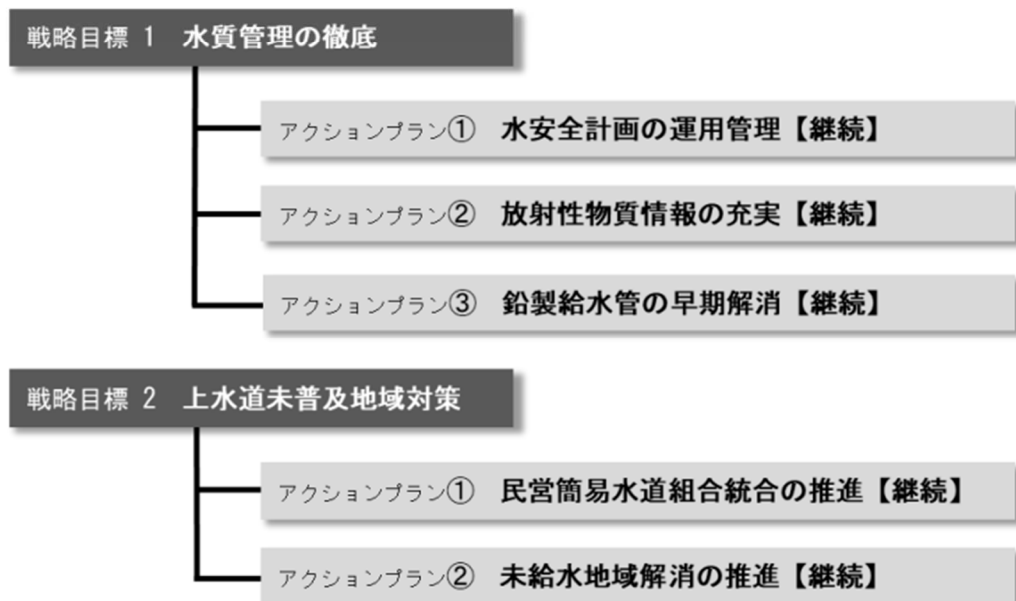 戦略目標 1 水質管理の徹底
アクションプラン① 水安全計画の運用管理【継続】
アクションプラン② 放射性物質情報の充実【継続】
アクションプラン③ 鉛製給水管の早期解消【継続】
戦略目標 2 上水道未普及地域対策
アクションプラン① 民営簡易水道組合統合の推進【継続】
アクションプラン② 未給水地域解消の推進【継続】